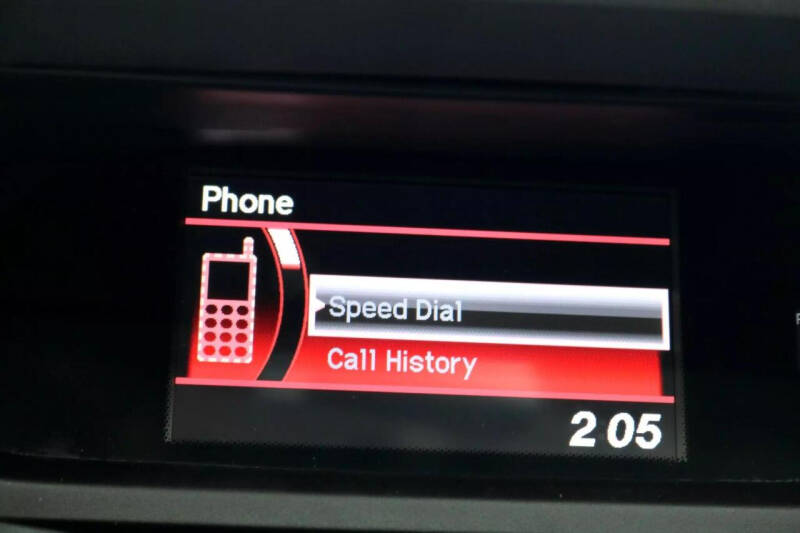 Phone
Speed Dial
Call History
2 05